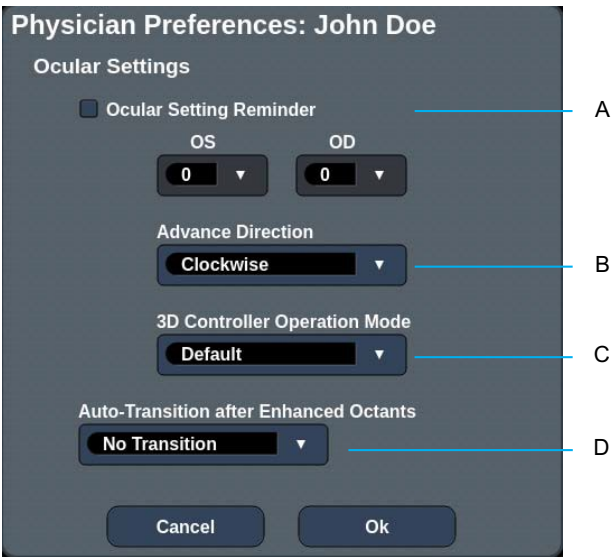 Physician Preferences: John Doe
Ocular Settings
Ocular Setting Reminder
A
OS OD
0 0
Advance Direction
Clockwise
B
3D Controller Operation Mode
Default
C
Auto-Transition after Enhanced Octants
No Transition
D
Cancel Ok